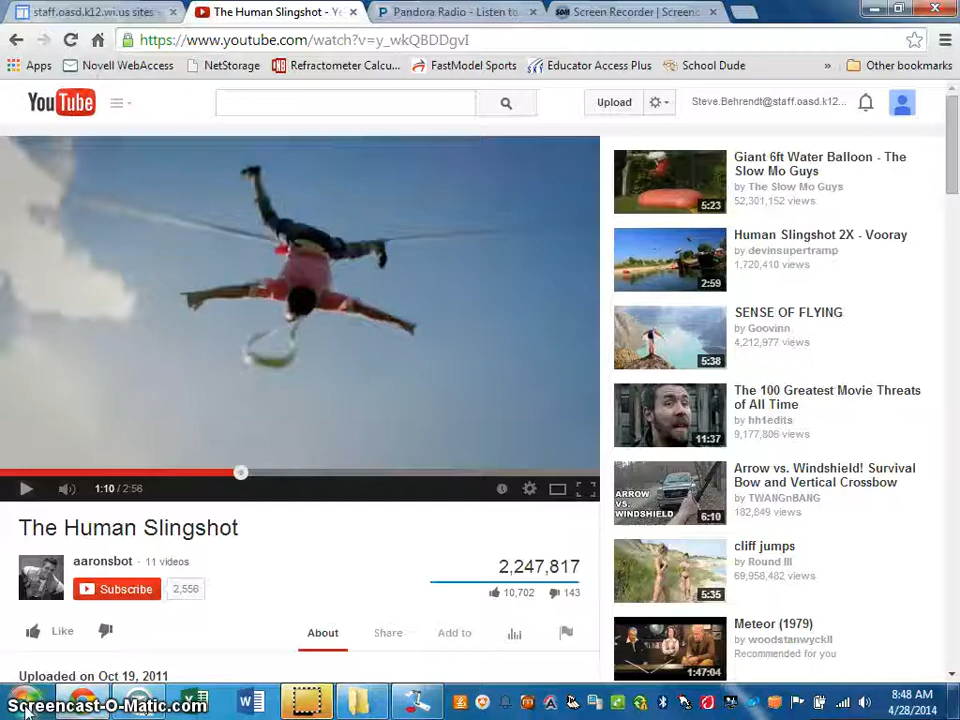 staff.oasd.k12.wi.us sites -
The Human Slingshot - Y
Pandora Radio - Listen to
Screen Recorder | Screenc
https://www.youtube.com/watch?v=y_wkQBDDgvI
Apps
Novell WebAccess
NetStorage
Refractometer Calcu...
FastModel Sports
Educator Access Plus
School Dude
»
Other bookmarks
YouTube
Upload
Steve.Behrendt@staff.oasd.k12...
Giant 6ft Water Balloon - The
Slow Mo Guys
by The Slow Mo Guys
52,301,152 views
5:23
Human Slingshot 2X - Vooray
by devinsupertramp
1,720,410 views
2:59
SENSE OF FLYING
by Goovinn
4,212,977 views
5:38
The 100 Greatest Movie Threats
of All Time
by hh1edits
9,177,806 views
11:37
Arrow vs. Windshield! Survival
Bow and Vertical Crossbow
by TWANGnBANG
182,849 views
ARROW
VS.
WINDSHIELD
6:10
cliff jumps
by Round III
69,958,482 views
5:35
Meteor (1979)
by woodstanwyckll
Recommended for you
1:47:04
1:10 / 2:56
The Human Slingshot
aaronsbot · 11 videos
Subscribe 2,556
2,247,817
10,702 143
Like
About Share Add to
Uploaded on Oct 19, 2011
Screencast-O-Matic.com
8:48 AM
4/28/2014